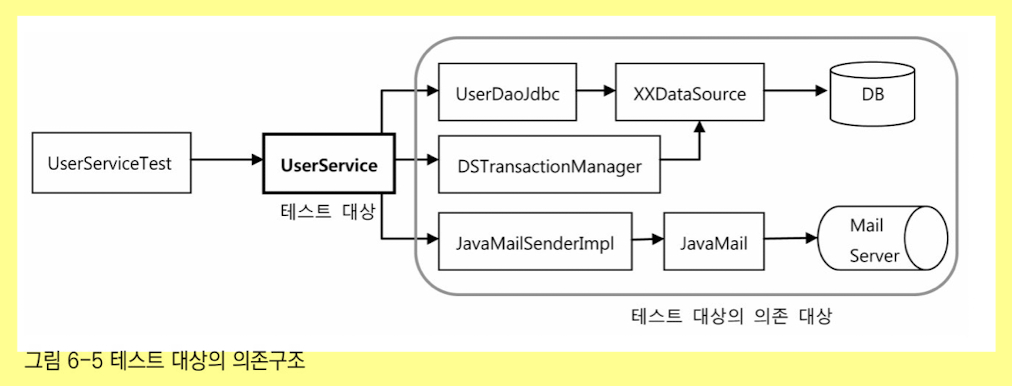 UserDaoJdbc
XXDataSource
DB
UserServiceTest
UserService
DSTransactionManager
테스트 대상
JavaMailSenderImpl
JavaMail
Mail
Server
테스트 대상의 의존 대상
그림 6-5 테스트 대상의 의존구조